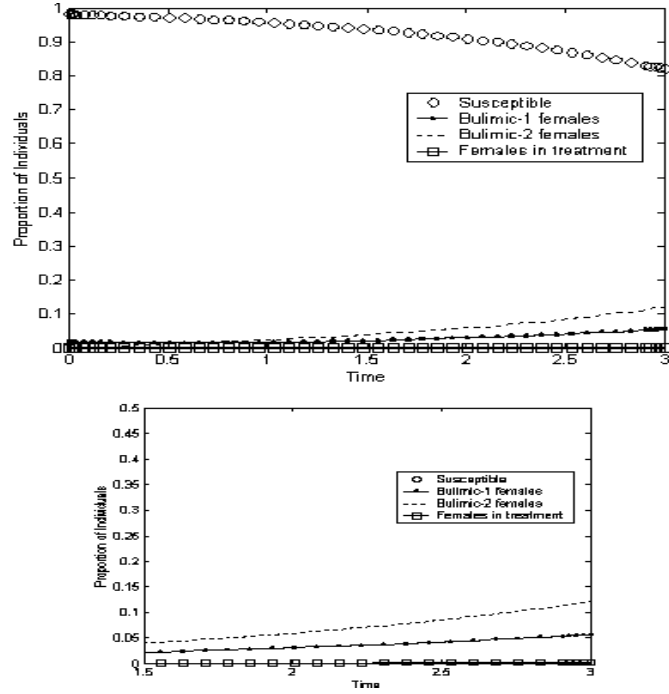 1
0.9
0.8
0.7
0.6
0.5
0.4
0.3
0.2
0.1
0
Proportion of Individuals
Susceptible
Bulimic-1 females
Bulimic-2 females
Females in treatment
0 0.5 1 1.5 2 2.5 3
Time
0.5
0.45
0.4
0.35
0.3
0.25
0.2
0.15
0.1
0.05
0
Proportion of Individuals
Susceptible
Bulimic-1 females
Bulimic-2 females
Females in treatment
1.5 2 2.5 3
Time